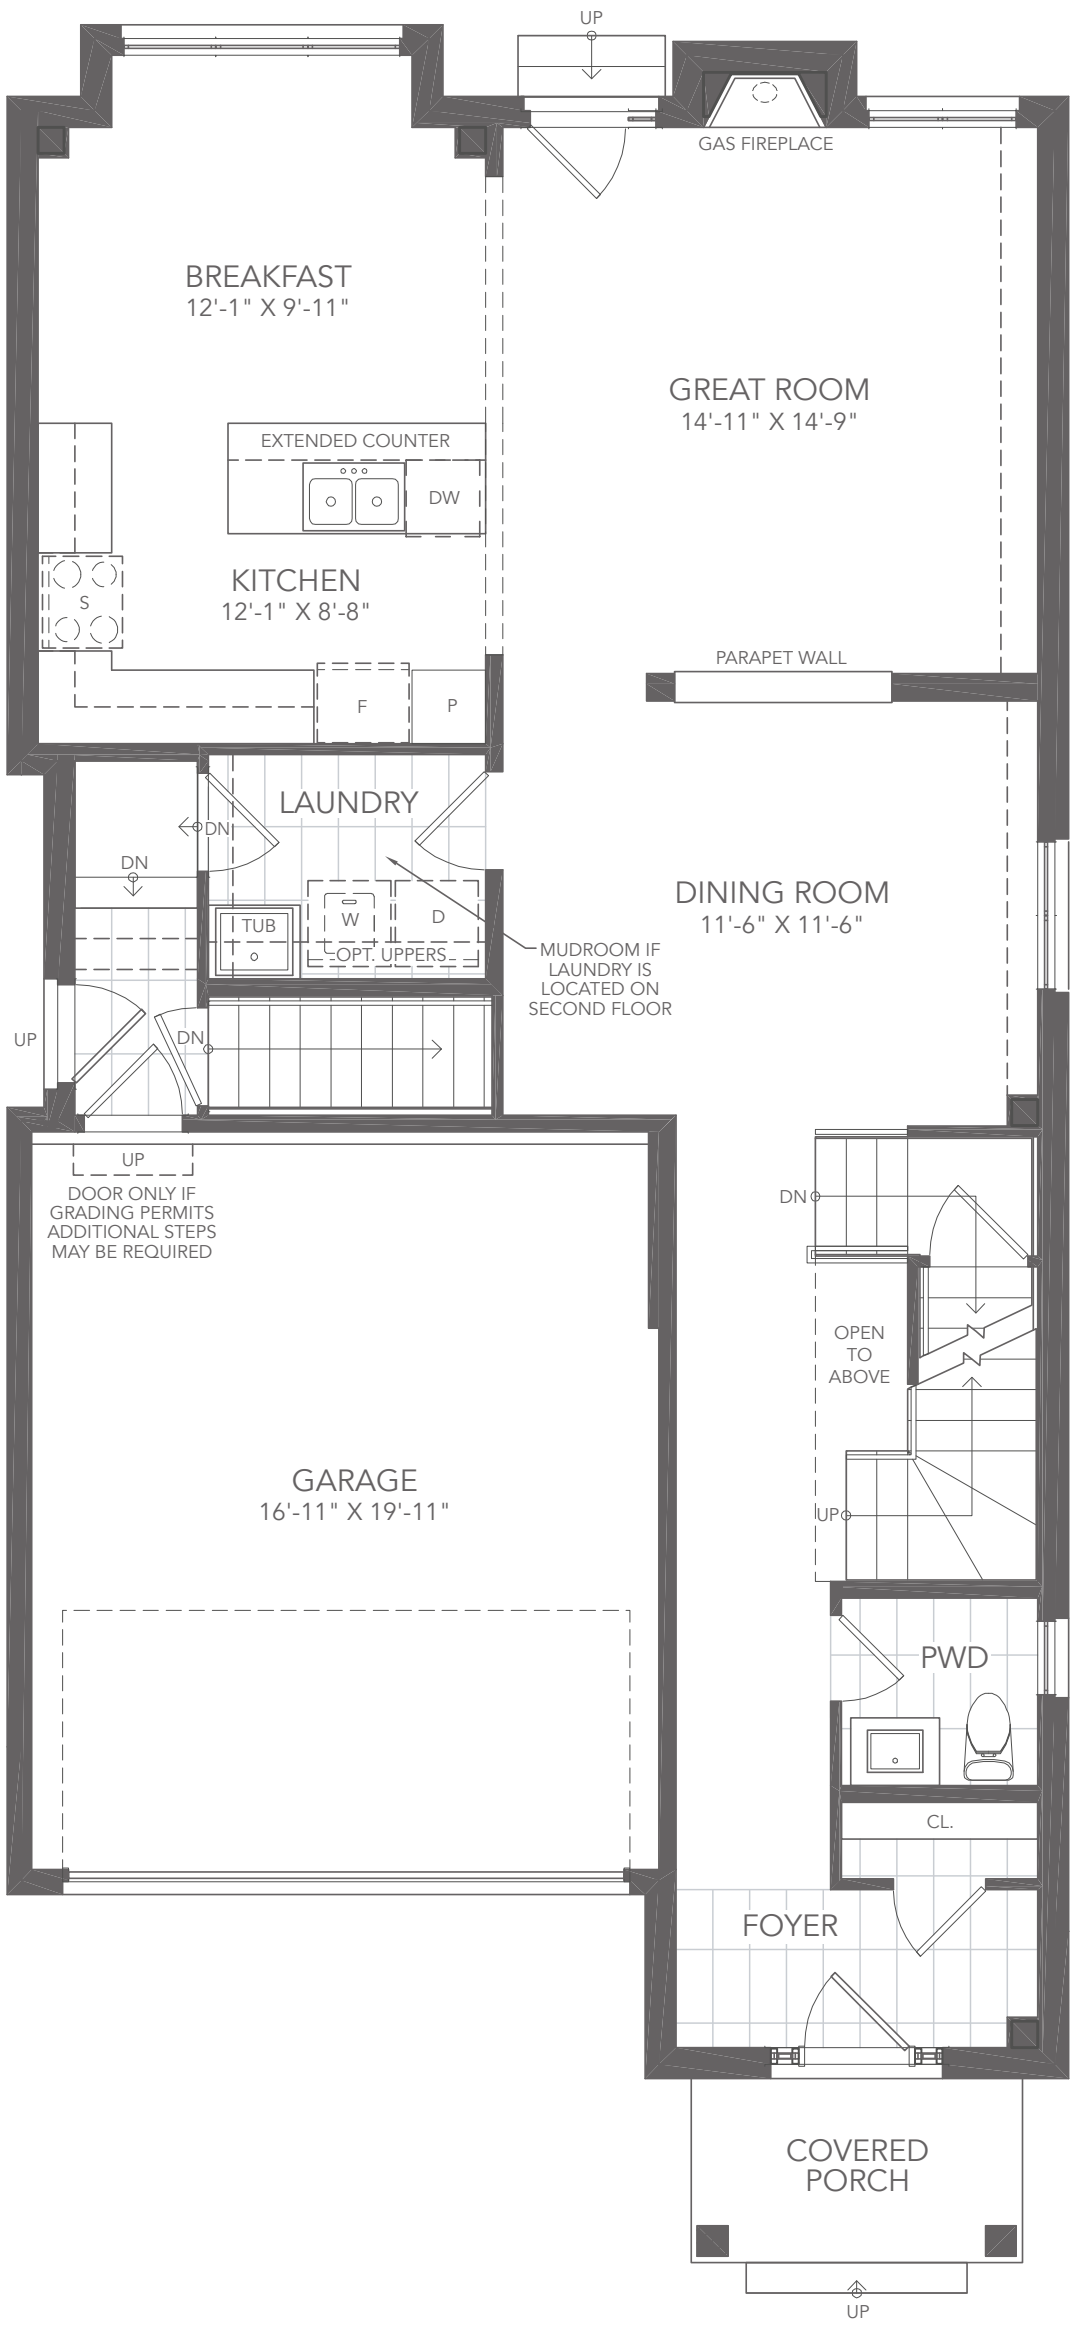 UP
GAS FIREPLACE
BREAKFAST
12'-1" X 9'-11"
GREAT ROOM
14'-11" X 14'-9"
EXTENDED COUNTER
DW
KITCHEN
12'-1" X 8'-8"
S
PARAPET WALL
F
P
LAUNDRY
DN
DN
TUB
W
D
OPT. UPPERS
DINING ROOM
11'-6" X 11'-6"
MUDROOM IF
LAUNDRY IS
LOCATED ON
SECOND FLOOR
UP
DN
UP
DOOR ONLY IF
GRADING PERMITS
ADDITIONAL STEPS
MAY BE REQUIRED
DN
OPEN
TO
ABOVE
GARAGE
16'-11" X 19'-11"
UP
PWD
CL.
FOYER
COVERED
PORCH
UP